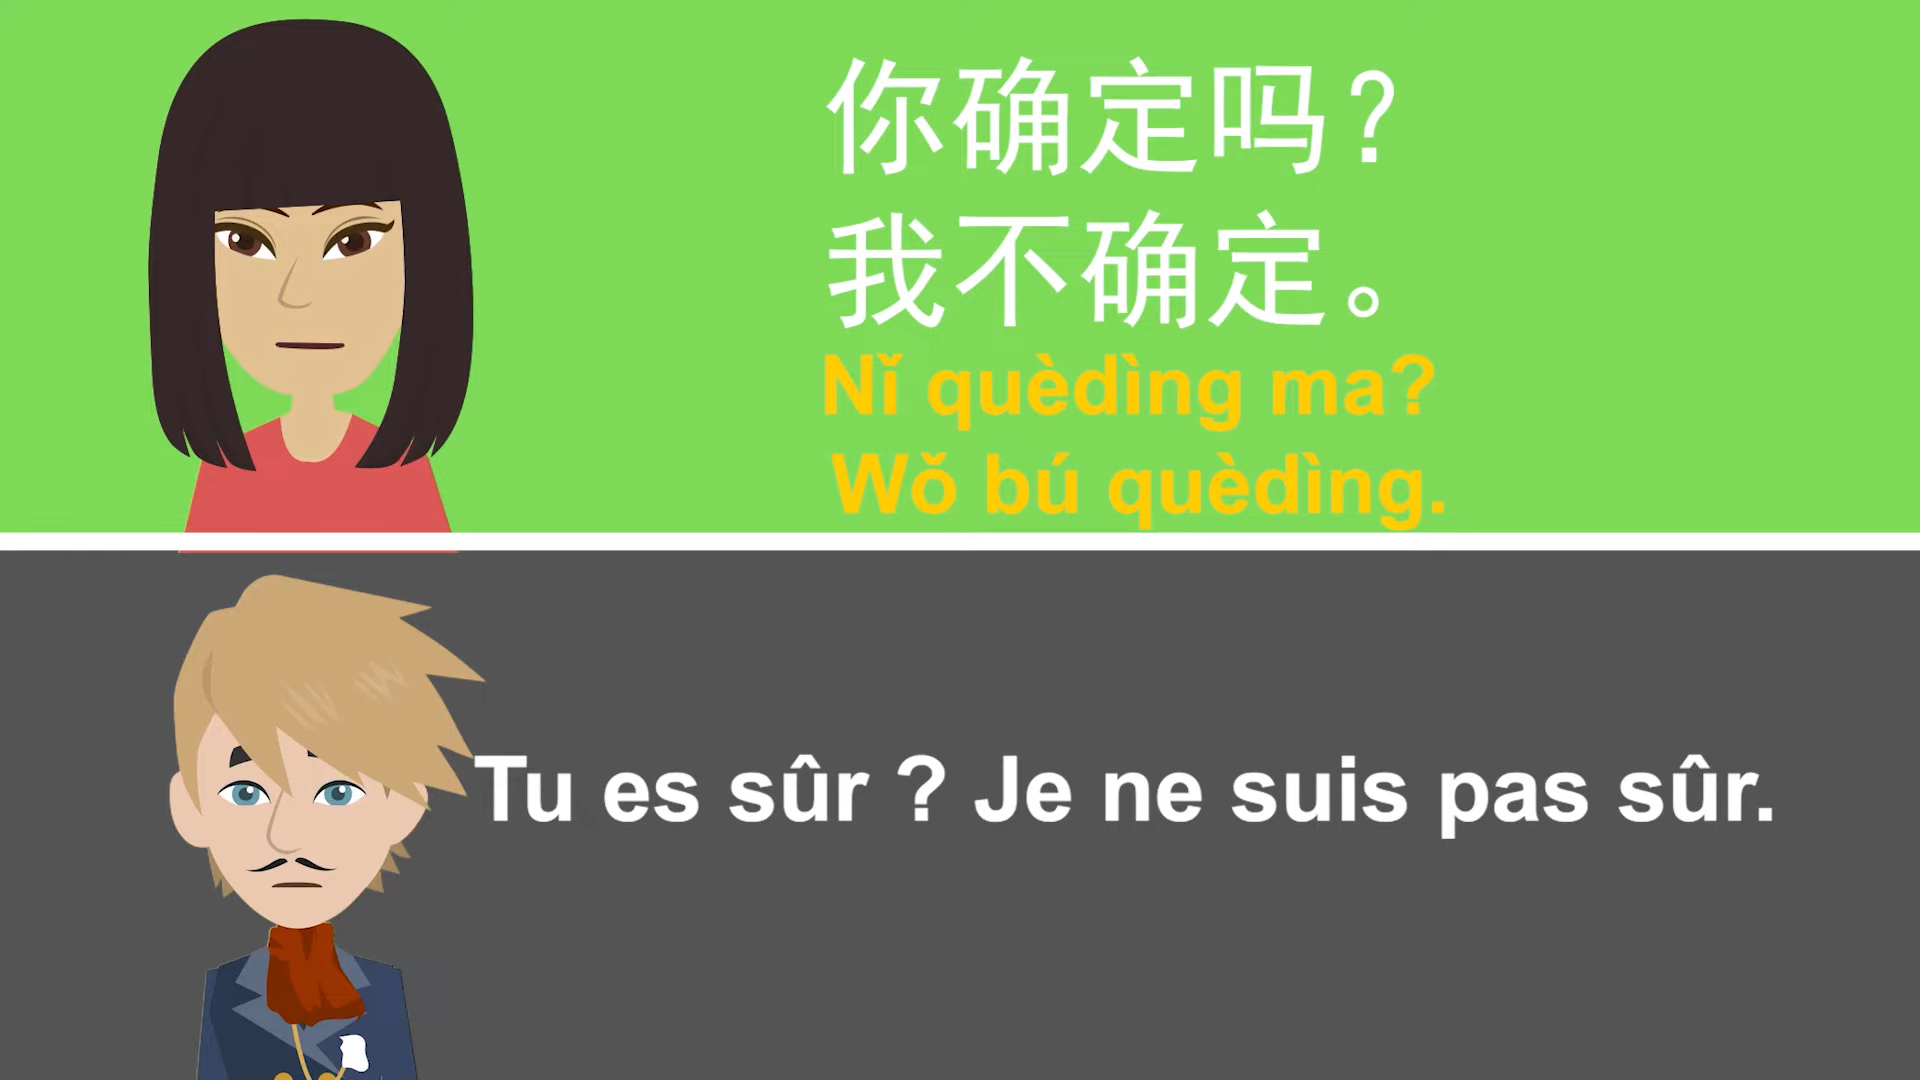 你确定吗?
我不确定。
Nǐ quèdìng ma?
Wǒ bú quèdìng.
Tu es sûr ? Je ne suis pas sûr.